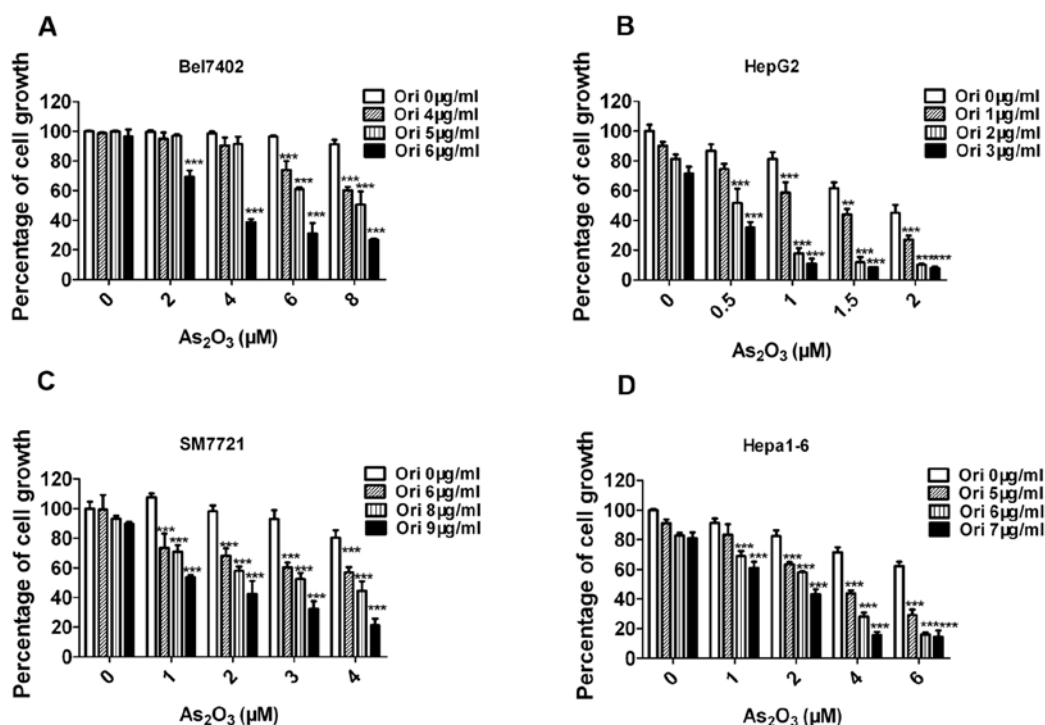 A
Bel7402
Percentage of cell growth
120
100
80
60
40
20
0
Ori 0μg/ml
Ori 4μg/ml
Ori 5μg/ml
Ori 6μg/ml
***
***
***
***
***
***
***
***
0
2
4
6
8
As₂O₃ (μM)
B
HepG2
Percentage of cell growth
120
100
80
60
40
20
0
Ori 0μg/ml
Ori 1μg/ml
Ori 2μg/ml
Ori 3μg/ml
***
***
***
***
***
**
***
***
***
***
***
0
0.5
1
1.5
2
As₂O₃ (μM)
C
SM7721
Percentage of cell growth
120
100
80
60
40
20
0
Ori 0μg/ml
Ori 6μg/ml
Ori 8μg/ml
Ori 9μg/ml
***
***
***
***
***
***
***
***
***
***
***
***
0
1
2
3
4
As₂O₃ (μM)
D
Hepa1-6
Percentage of cell growth
120
100
80
60
40
20
0
Ori 0μg/ml
Ori 5μg/ml
Ori 6μg/ml
Ori 7μg/ml
***
***
***
***
***
***
***
***
***
***
***
0
1
2
4
6
As₂O₃ (μM)